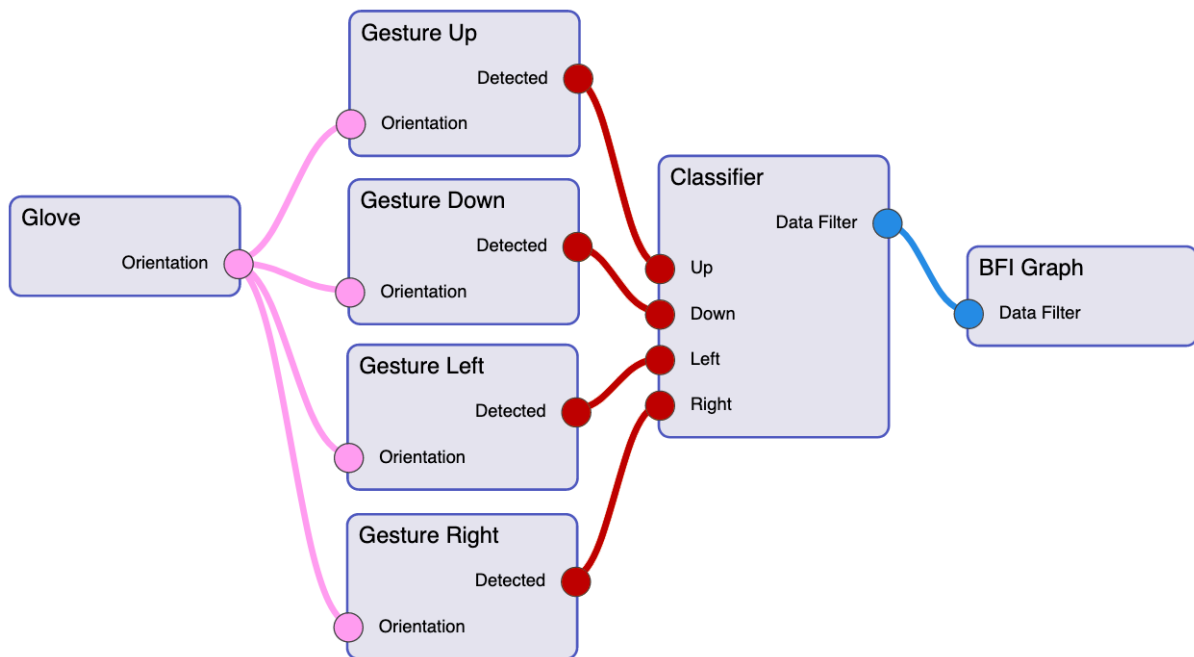 Glove
Orientation
Gesture Up
Detected
Orientation
Gesture Down
Detected
Orientation
Gesture Left
Detected
Orientation
Gesture Right
Detected
Orientation
Classifier
Data Filter
Up
Down
Left
Right
BFI Graph
Data Filter